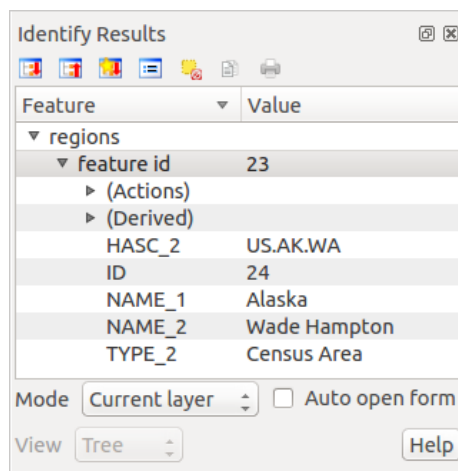 Identify Results
Feature Value
regions
feature id 23
(Actions)
(Derived)
HASC_2 US.AK.WA
ID 24
NAME_1 Alaska
NAME_2 Wade Hampton
TYPE_2 Census Area
Mode Current layer Auto open form
View Tree Help